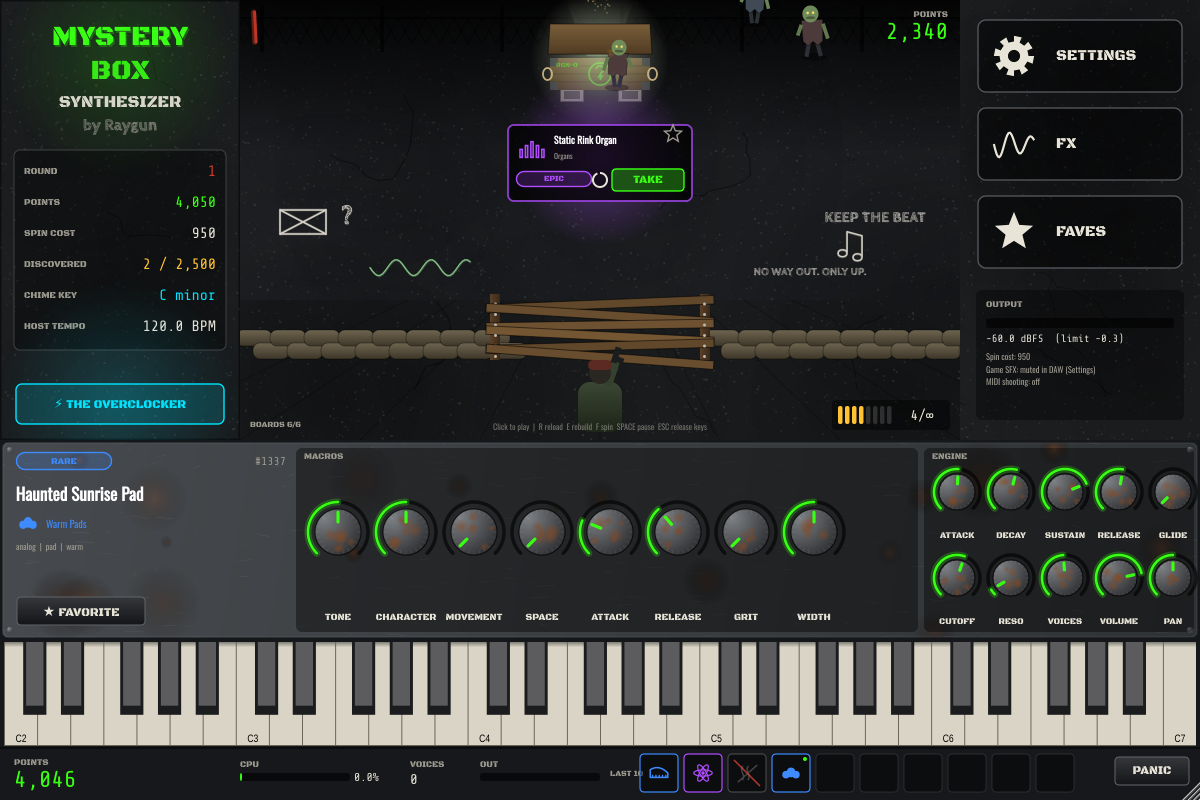 MYSTERY
BOX
SYNTHESIZER
by Raygun
ROUND 1
POINTS 4,050
SPIN COST 950
DISCOVERED 2 / 2,500
CHIME KEY C minor
HOST TEMPO 120.0 BPM
⚡ THE OVERCLOCKER
POINTS
2,340
Static Rink Organ
Organs
EPIC
TAKE
?
KEEP THE BEAT
NO WAY OUT. ONLY UP.
BOARDS 6/6
Click to play | R reload E rebuild F spin SPACE pause ESC release keys
4/∞
SETTINGS
FX
FAVES
OUTPUT
-60.0 dBFS (limit -0.3)
Spin cost: 950
Game SFX: muted in DAW (Settings)
MIDI shooting: off
RARE
#1337
Haunted Sunrise Pad
Warm Pads
analog | pad | warm
★ FAVORITE
MACROS
TONE CHARACTER MOVEMENT SPACE ATTACK RELEASE GRIT WIDTH
ENGINE
ATTACK DECAY SUSTAIN RELEASE GLIDE
CUTOFF RESO VOICES VOLUME PAN
C2 C3 C4 C5 C6 C7
POINTS
4,046
CPU 0.0%
VOICES
0
OUT
LAST 10
PANIC